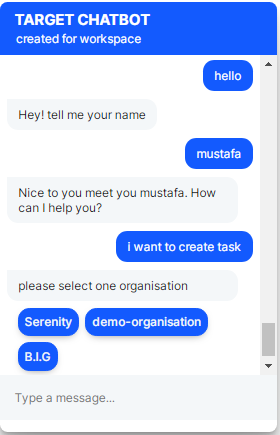 TARGET CHATBOT
created for workspace
hello
Hey! tell me your name
mustafa
Nice to you meet you mustafa. How
can I help you?
i want to create task
please select one organisation
Serenity
demo-organisation
B.I.G
Type a message...